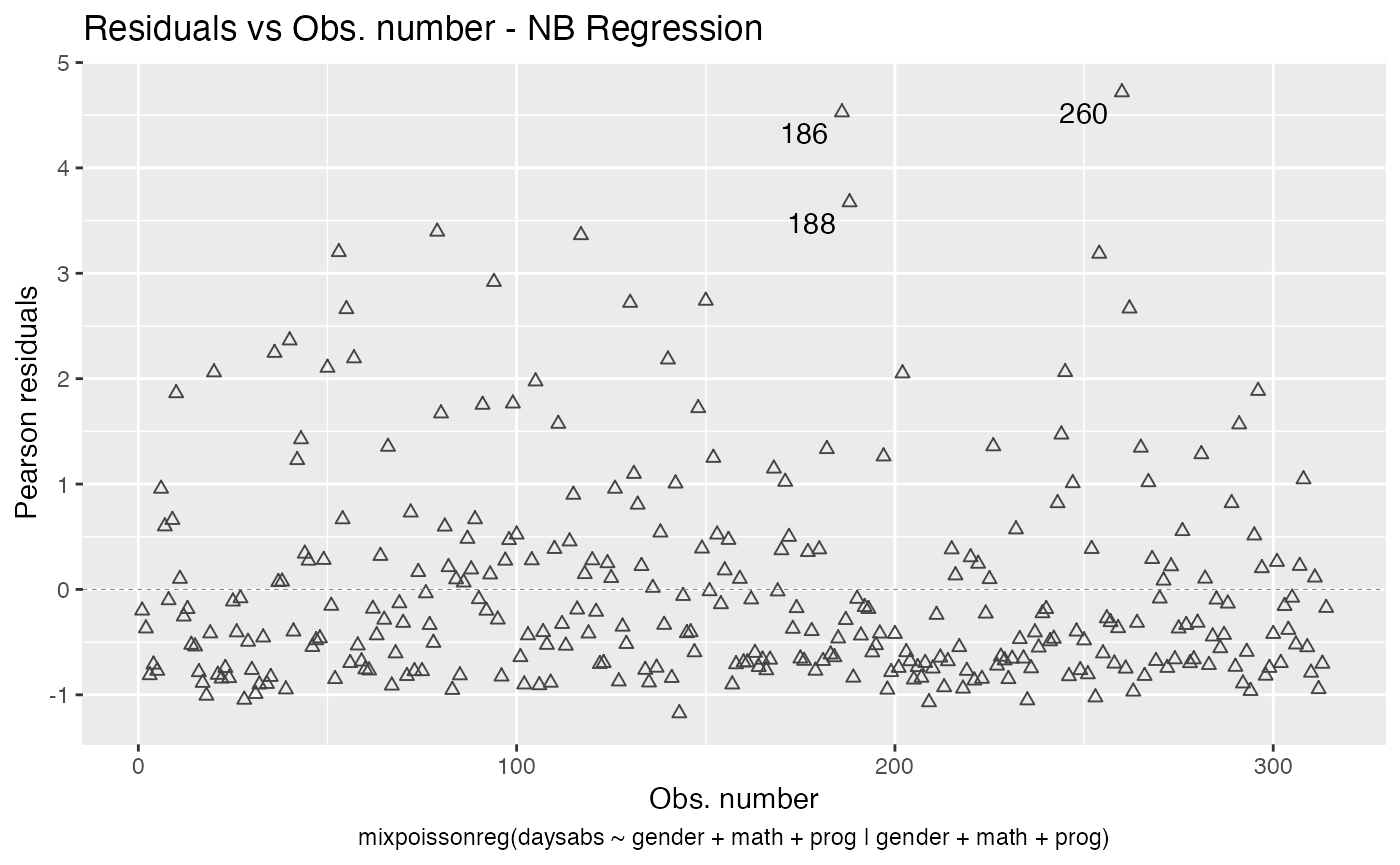 Residuals vs Obs. number - NB Regression
5
4
3
2
1
0
-1
Pearson residuals
186
260
188
0 100 200 300
Obs. number
mixpoissonreg(daysabs ~ gender + math + prog | gender + math + prog)